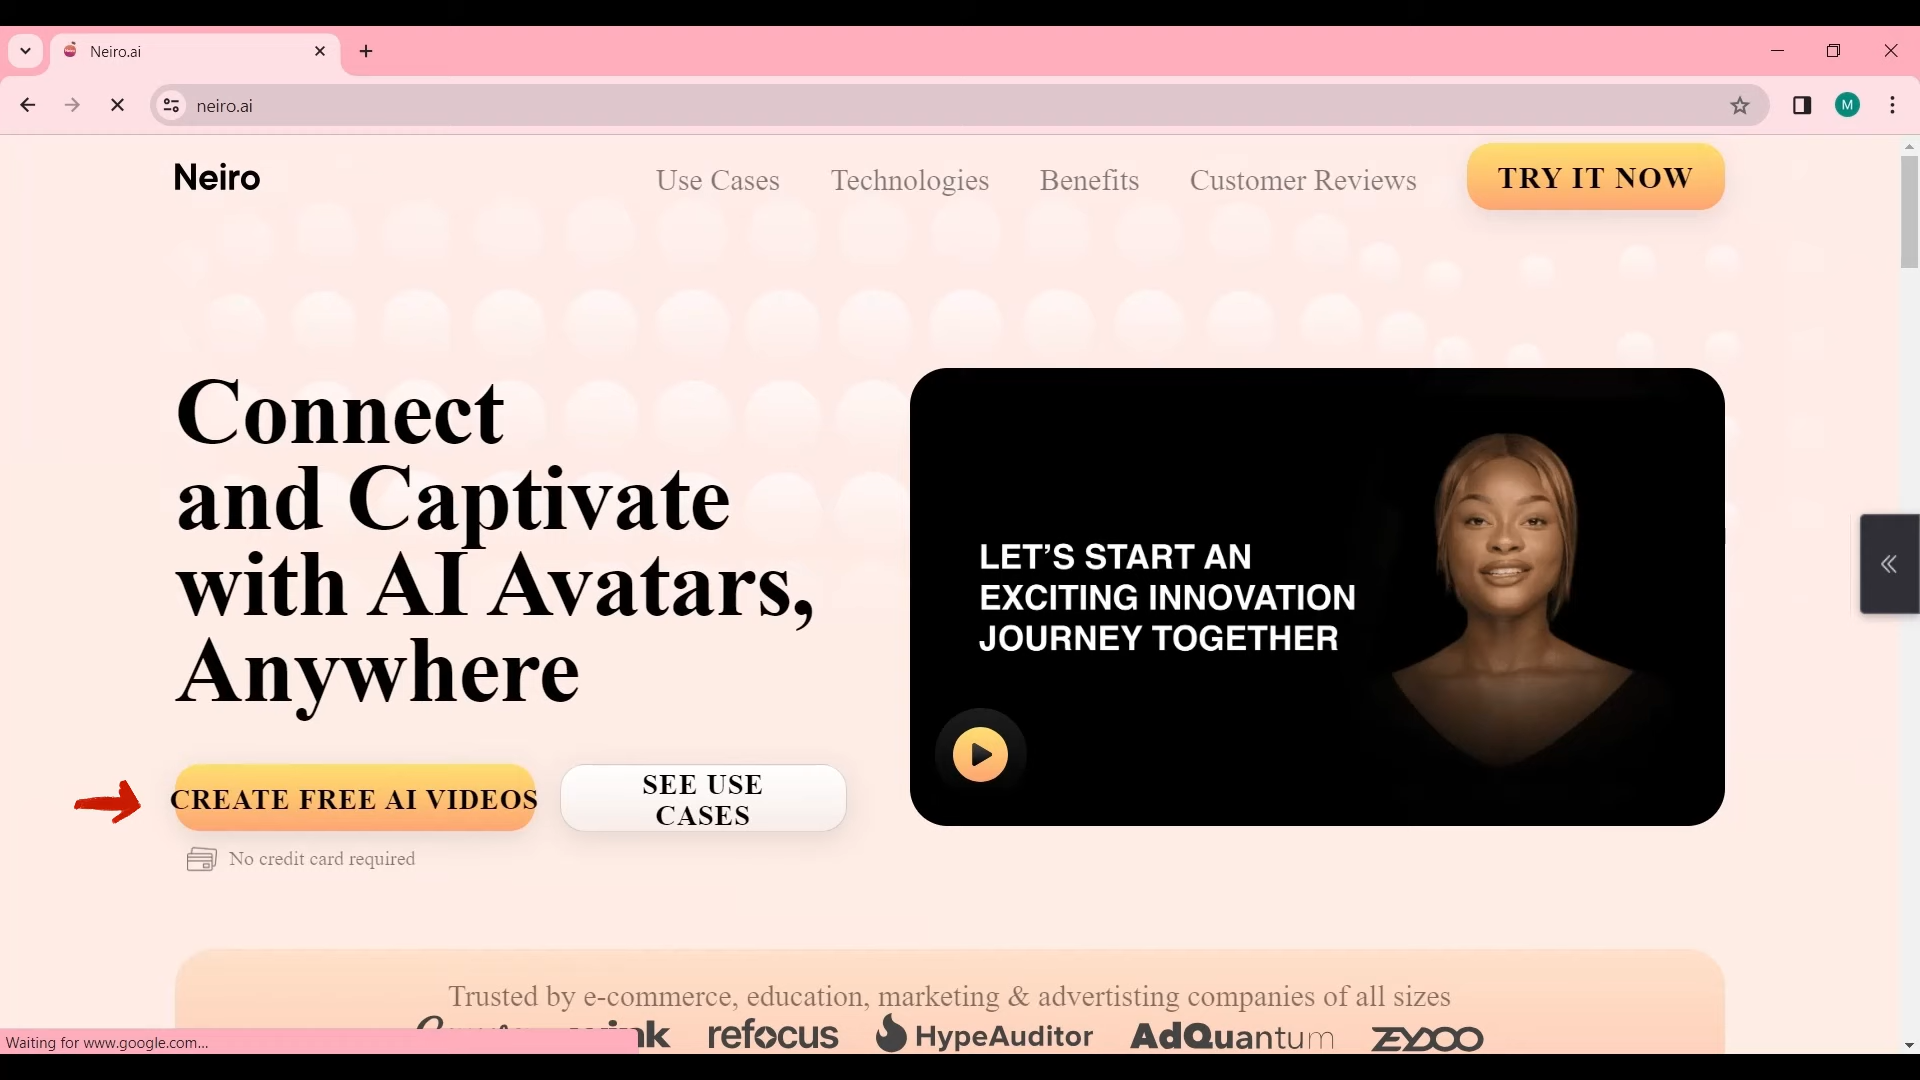 Neiro.ai
neiro.ai
M
Neiro
Use Cases
Technologies
Benefits
Customer Reviews
TRY IT NOW
Connect
and Captivate
with AI Avatars,
Anywhere
LET’S START AN
EXCITING INNOVATION
JOURNEY TOGETHER
CREATE FREE AI VIDEOS
SEE USE
CASES
No credit card required
Trusted by e-commerce, education, marketing & advertisting companies of all sizes
refocus
HypeAuditor
AdQuantum
ZYDOO
Waiting for www.google.com...